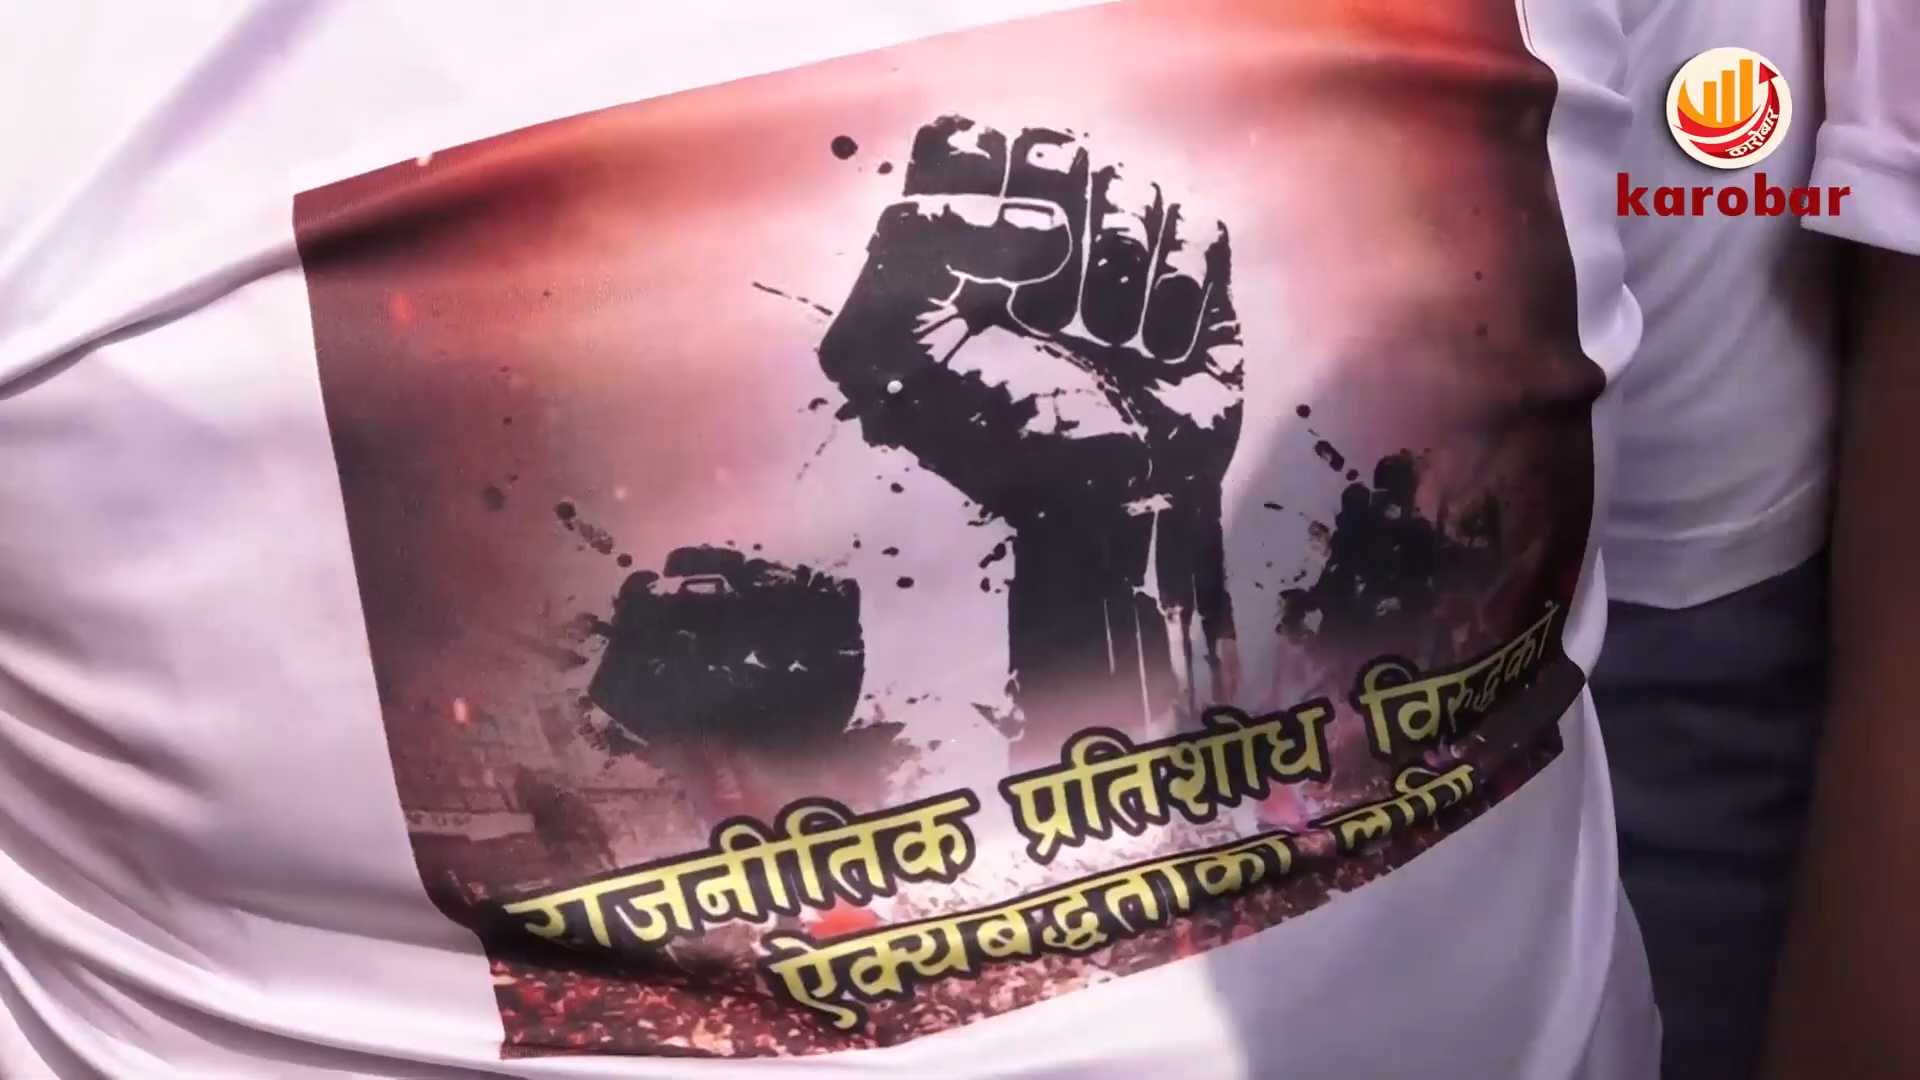 कारोबार
karobar
राजनीतिक प्रतिशोध विरुद्धको
ऐक्यबद्धताका लागि